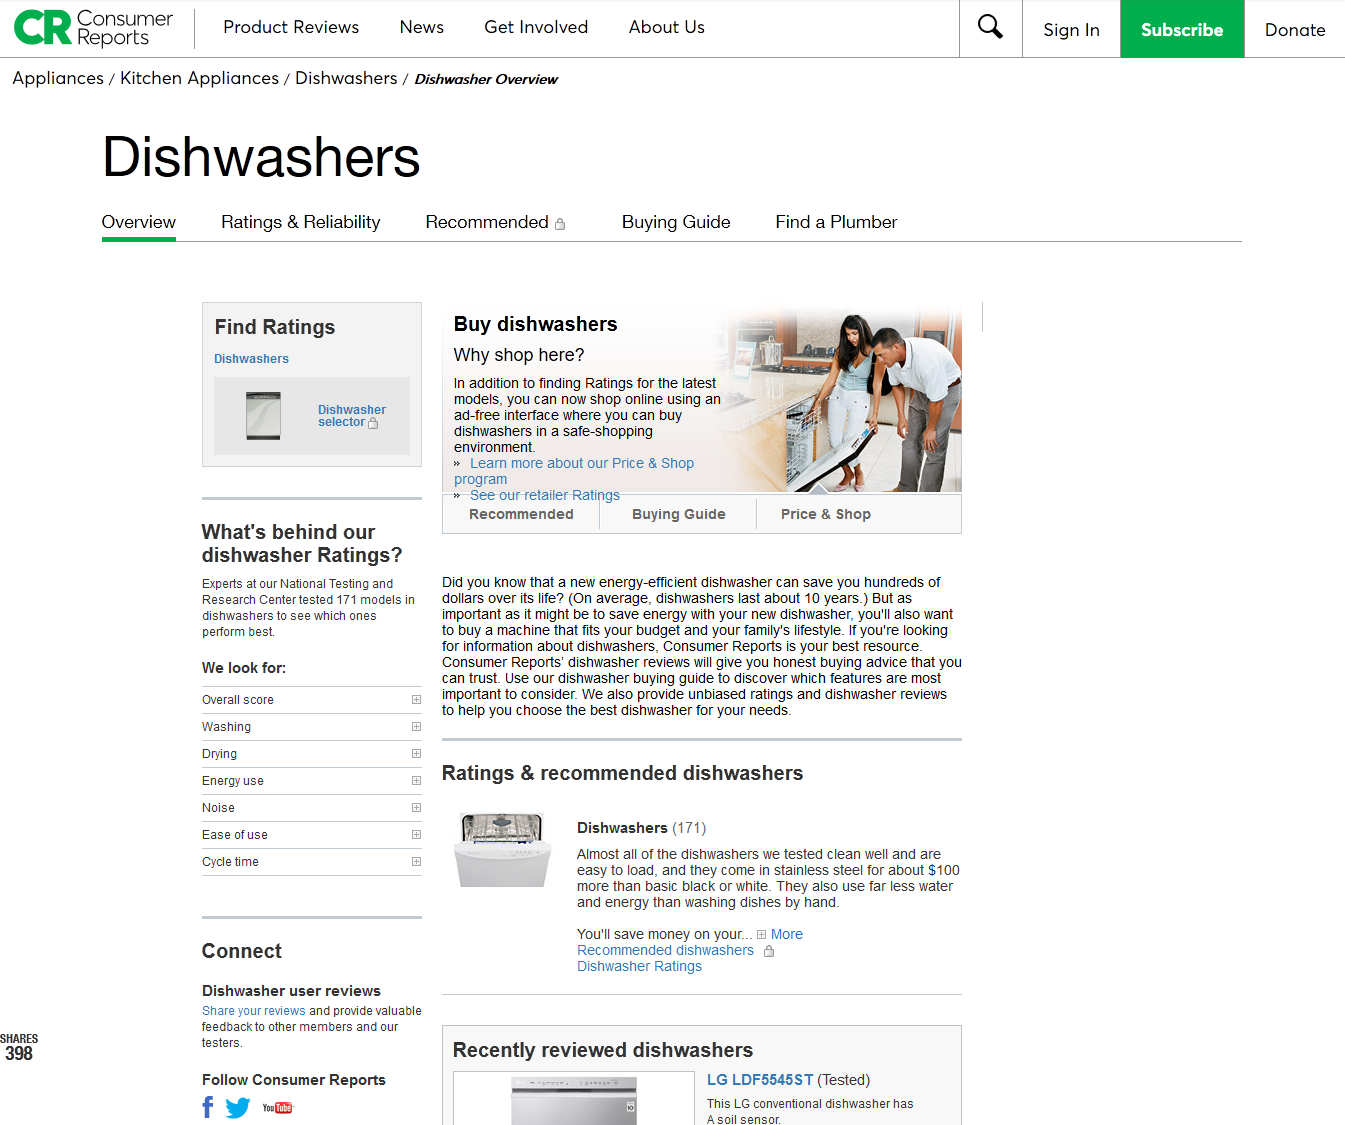 CR Consumer Reports
Product Reviews
News
Get Involved
About Us
Sign In
Subscribe
Donate
Appliances / Kitchen Appliances / Dishwashers / Dishwasher Overview
Dishwashers
Overview
Ratings & Reliability
Recommended
Buying Guide
Find a Plumber
Find Ratings
Dishwashers
Dishwasher
selector
What's behind our
dishwasher Ratings?
Experts at our National Testing and
Research Center tested 171 models in
dishwashers to see which ones
perform best.
We look for:
Overall score
Washing
Drying
Energy use
Noise
Ease of use
Cycle time
Connect
Dishwasher user reviews
Share your reviews and provide valuable
feedback to other members and our
testers.
Follow Consumer Reports
f
YouTube
SHARES
398
Buy dishwashers
Why shop here?
In addition to finding Ratings for the latest
models, you can now shop online using an
ad-free interface where you can buy
dishwashers in a safe-shopping
environment.
» Learn more about our Price & Shop
program
» See our retailer Ratings
Recommended
Buying Guide
Price & Shop
Did you know that a new energy-efficient dishwasher can save you hundreds of
dollars over its life? (On average, dishwashers last about 10 years.) But as
important as it might be to save energy with your new dishwasher, you'll also want
to buy a machine that fits your budget and your family's lifestyle. If you're looking
for information about dishwashers, Consumer Reports is your best resource.
Consumer Reports' dishwasher reviews will give you honest buying advice that you
can trust. Use our dishwasher buying guide to discover which features are most
important to consider. We also provide unbiased ratings and dishwasher reviews
to help you choose the best dishwasher for your needs.
Ratings & recommended dishwashers
Dishwashers (171)
Almost all of the dishwashers we tested clean well and are
easy to load, and they come in stainless steel for about $100
more than basic black or white. They also use far less water
and energy than washing dishes by hand.
You'll save money on your... More
Recommended dishwashers
Dishwasher Ratings
Recently reviewed dishwashers
LG LDF5545ST (Tested)
This LG conventional dishwasher has
A soil sensor.